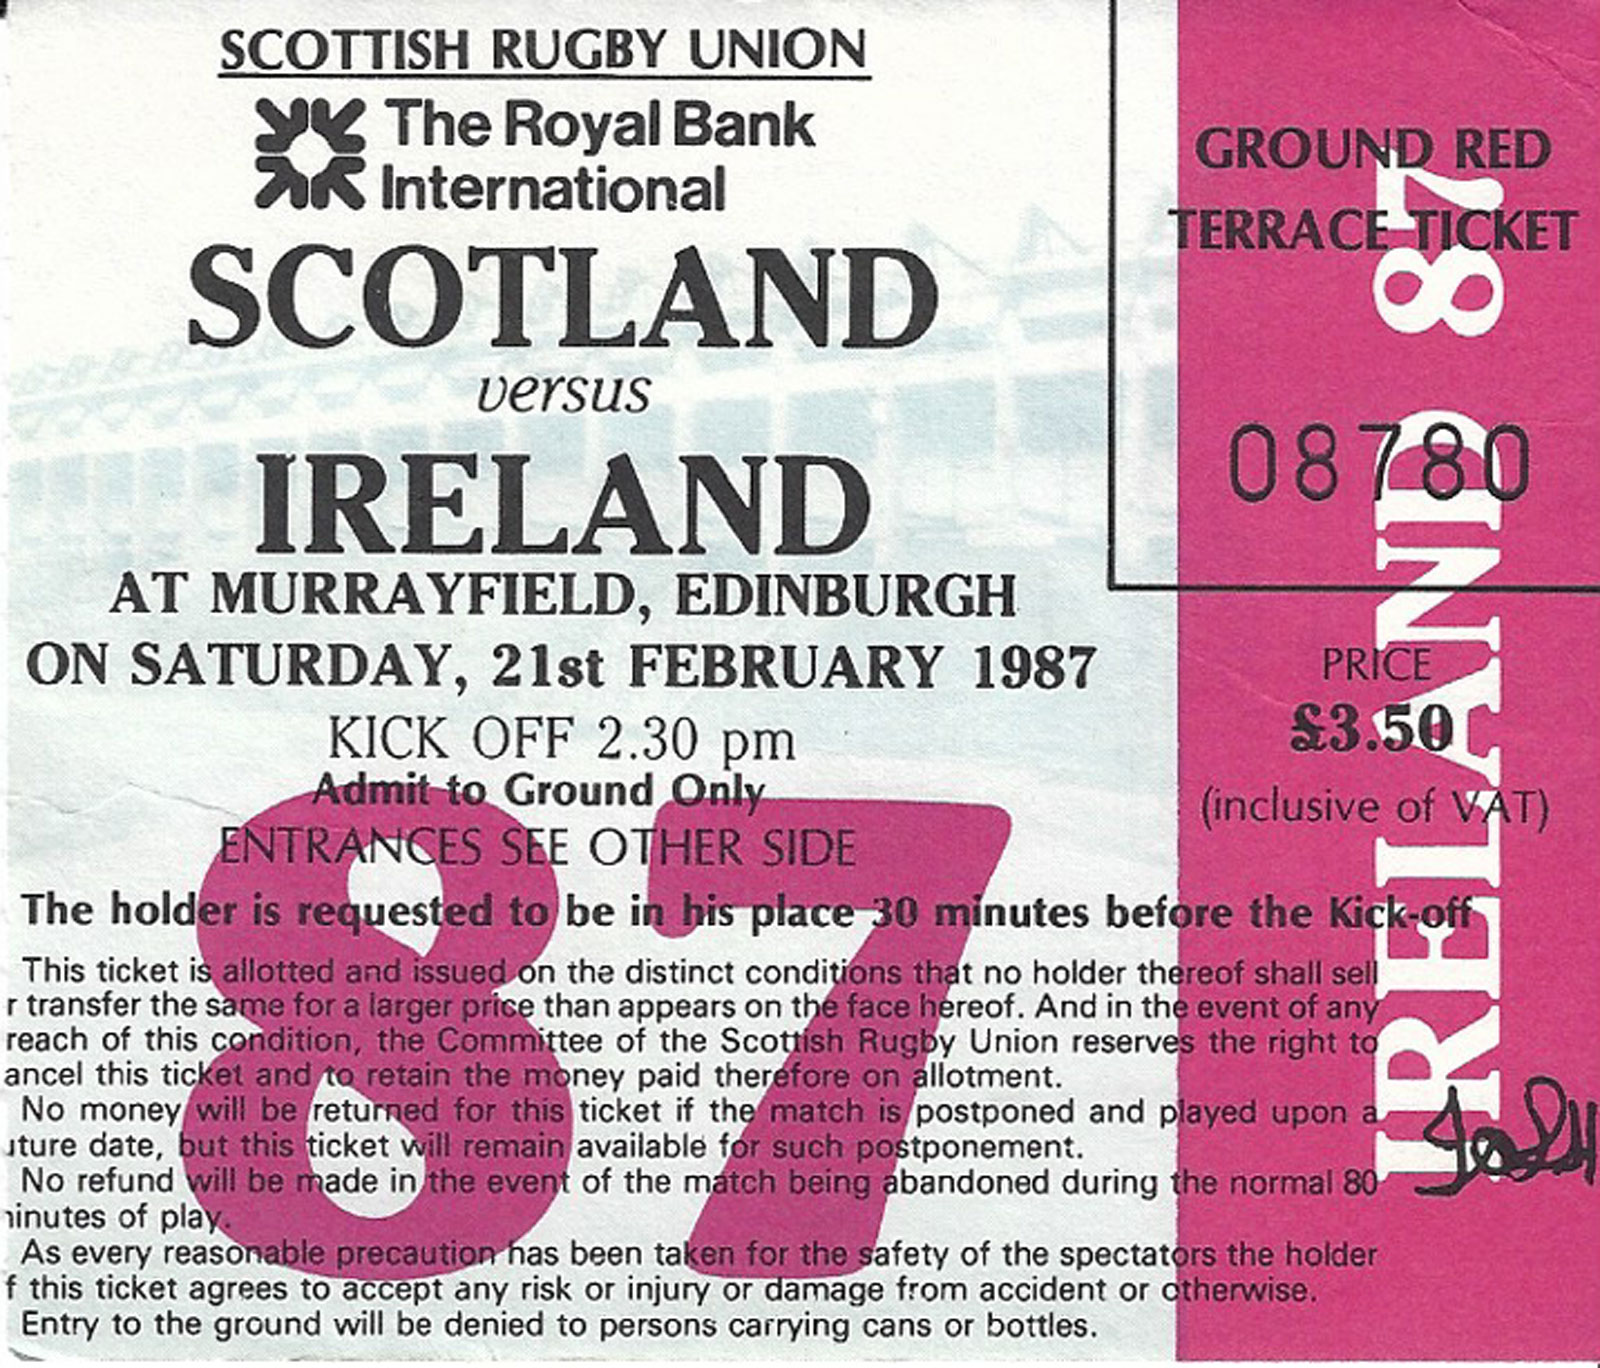 SCOTTISH RUGBY UNION
The Royal Bank
International
SCOTLAND
versus
IRELAND
AT MURRAYFIELD, EDINBURGH
ON SATURDAY, 21st FEBRUARY 1987
KICK OFF 2.30 pm
Admit to Ground Only
ENTRANCES SEE OTHER SIDE
The holder is requested to be in his place 30 minutes before the Kick-off
This ticket is allotted and issued on the distinct conditions that no holder thereof shall sell
r transfer the same for a larger price than appears on the face hereof. And in the event of any
reach of this condition, the Committee of the Scottish Rugby Union reserves the right to
ancel this ticket and to retain the money paid therefore on allotment.
No money will be returned for this ticket if the match is postponed and played upon a
uture date, but this ticket will remain available for such postponement.
No refund will be made in the event of the match being abandoned during the normal 80
inutes of play.
As every reasonable precaution has been taken for the safety of the spectators the holder
f this ticket agrees to accept any risk or injury or damage from accident or otherwise.
Entry to the ground will be denied to persons carrying cans or bottles.
87
GROUND RED
TERRACE TICKET
08780
PRICE
£3.50
(inclusive of VAT)
IRELAND 87